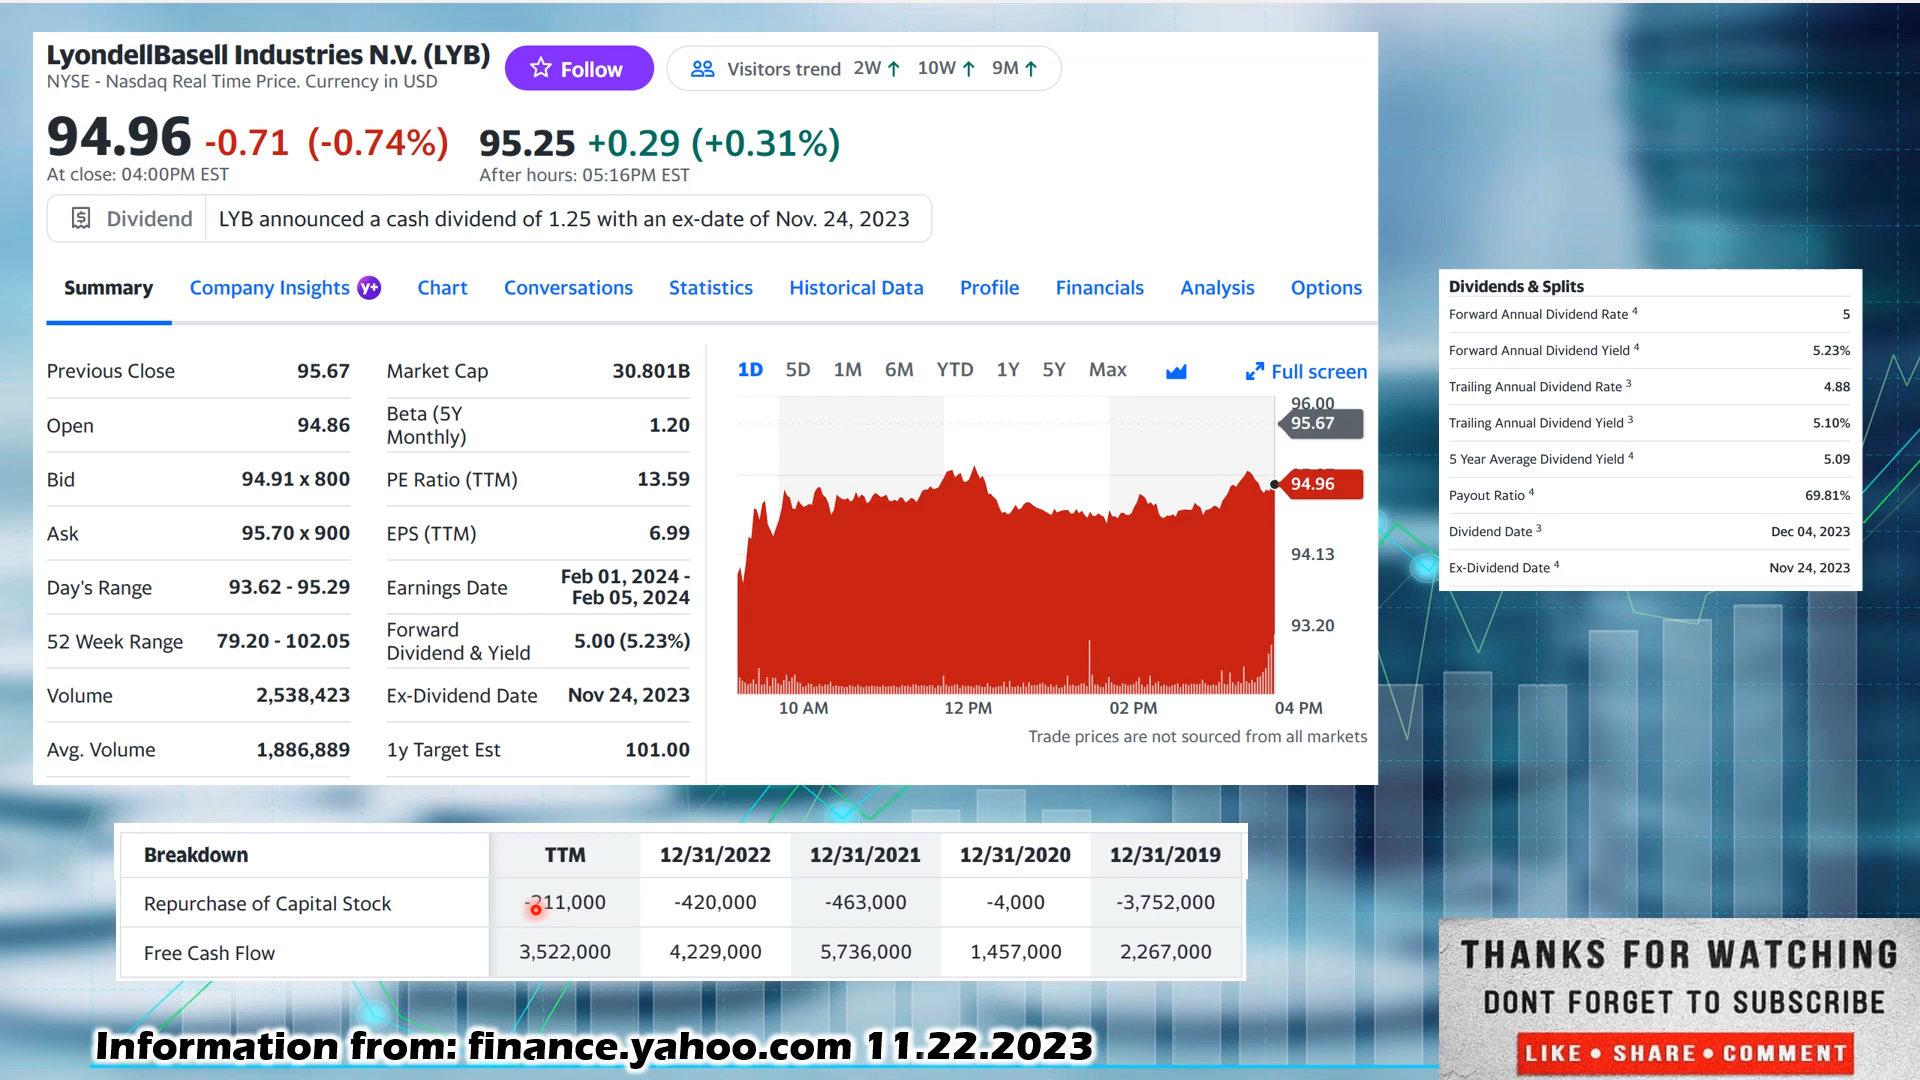 LyondellBasell Industries N.V. (LYB)
NYSE - Nasdaq Real Time Price. Currency in USD
Follow
Visitors trend 2W 10W 9M
94.96 -0.71 (-0.74%)
At close: 04:00PM EST
95.25 +0.29 (+0.31%)
After hours: 05:16PM EST
Dividend LYB announced a cash dividend of 1.25 with an ex-date of Nov. 24, 2023
Summary Company Insights y+ Chart Conversations Statistics Historical Data Profile Financials Analysis Options
Previous Close 95.67
Open 94.86
Bid 94.91 x 800
Ask 95.70 x 900
Day's Range 93.62 - 95.29
52 Week Range 79.20 - 102.05
Volume 2,538,423
Avg. Volume 1,886,889
Market Cap 30.801B
Beta (5Y
Monthly) 1.20
PE Ratio (TTM) 13.59
EPS (TTM) 6.99
Earnings Date Feb 01, 2024 -
Feb 05, 2024
Forward
Dividend & Yield 5.00 (5.23%)
Ex-Dividend Date Nov 24, 2023
1y Target Est 101.00
1D 5D 1M 6M YTD 1Y 5Y Max Full screen
96.00
95.67
94.96
94.13
93.20
10 AM 12 PM 02 PM 04 PM
Trade prices are not sourced from all markets
Dividends & Splits
Forward Annual Dividend Rate 4 5
Forward Annual Dividend Yield 4 5.23%
Trailing Annual Dividend Rate 3 4.88
Trailing Annual Dividend Yield 3 5.10%
5 Year Average Dividend Yield 4 5.09
Payout Ratio 4 69.81%
Dividend Date 3 Dec 04, 2023
Ex-Dividend Date 4 Nov 24, 2023
Breakdown TTM 12/31/2022 12/31/2021 12/31/2020 12/31/2019
Repurchase of Capital Stock -211,000 -420,000 -463,000 -4,000 -3,752,000
Free Cash Flow 3,522,000 4,229,000 5,736,000 1,457,000 2,267,000
Information from: finance.yahoo.com 11.22.2023
THANKS FOR WATCHING
DONT FORGET TO SUBSCRIBE
LIKE • SHARE • COMMENT